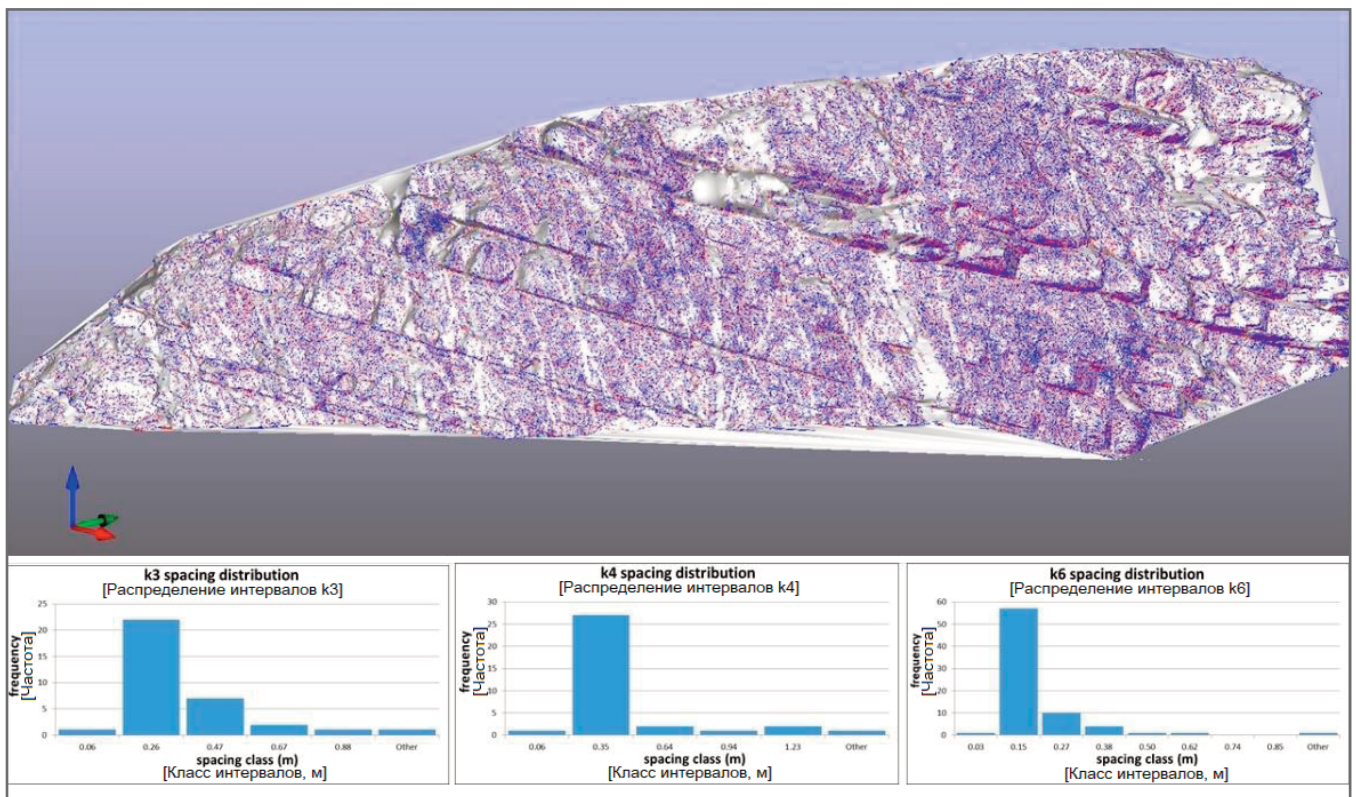 k3 spacing distribution
[Распределение интервалов k3]
frequency
[Частота]
25
20
15
10
5
0
0.06 0.26 0.47 0.67 0.88 Other
spacing class (m)
[Класс интервалов, м]
k4 spacing distribution
[Распределение интервалов k4]
frequency
[Частота]
30
25
20
15
10
5
0
0.06 0.35 0.64 0.94 1.23 Other
spacing class (m)
[Класс интервалов, м]
k6 spacing distribution
[Распределение интервалов k6]
frequency
[Частота]
60
50
40
30
20
10
0
0.03 0.15 0.27 0.38 0.50 0.62 0.74 0.85 Other
spacing class (m)
[Класс интервалов, м]